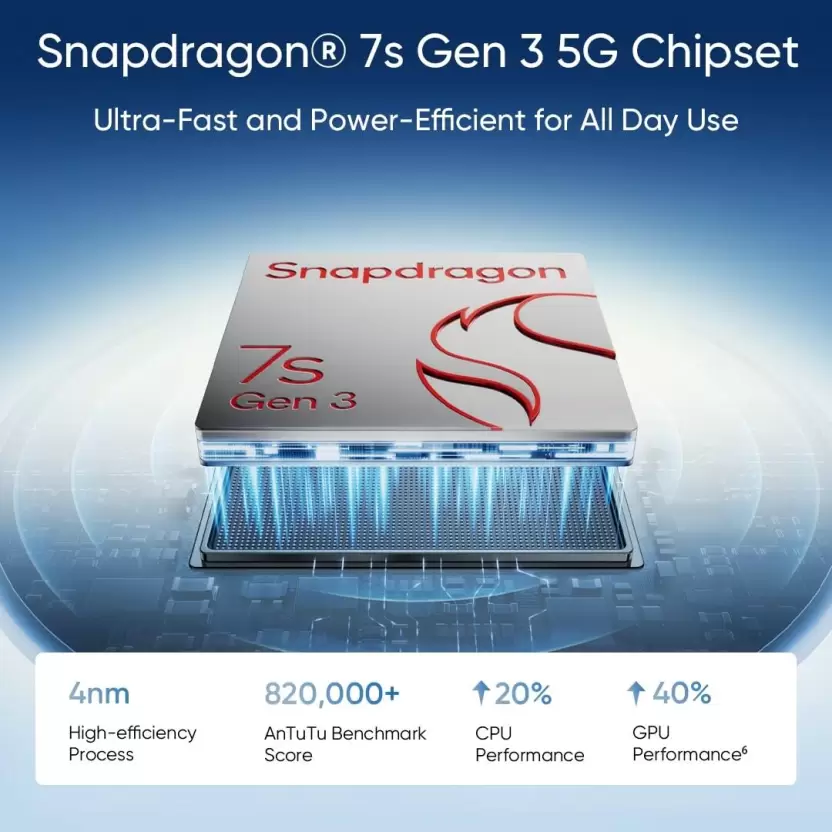 Snapdragon® 7s Gen 3 5G Chipset
Ultra-Fast and Power-Efficient for All Day Use
Snapdragon
7s
Gen 3
4nm
High-efficiency
Process
820,000+
AnTuTu Benchmark
Score
↑20%
CPU
Performance
↑40%
GPU
Performance⁶